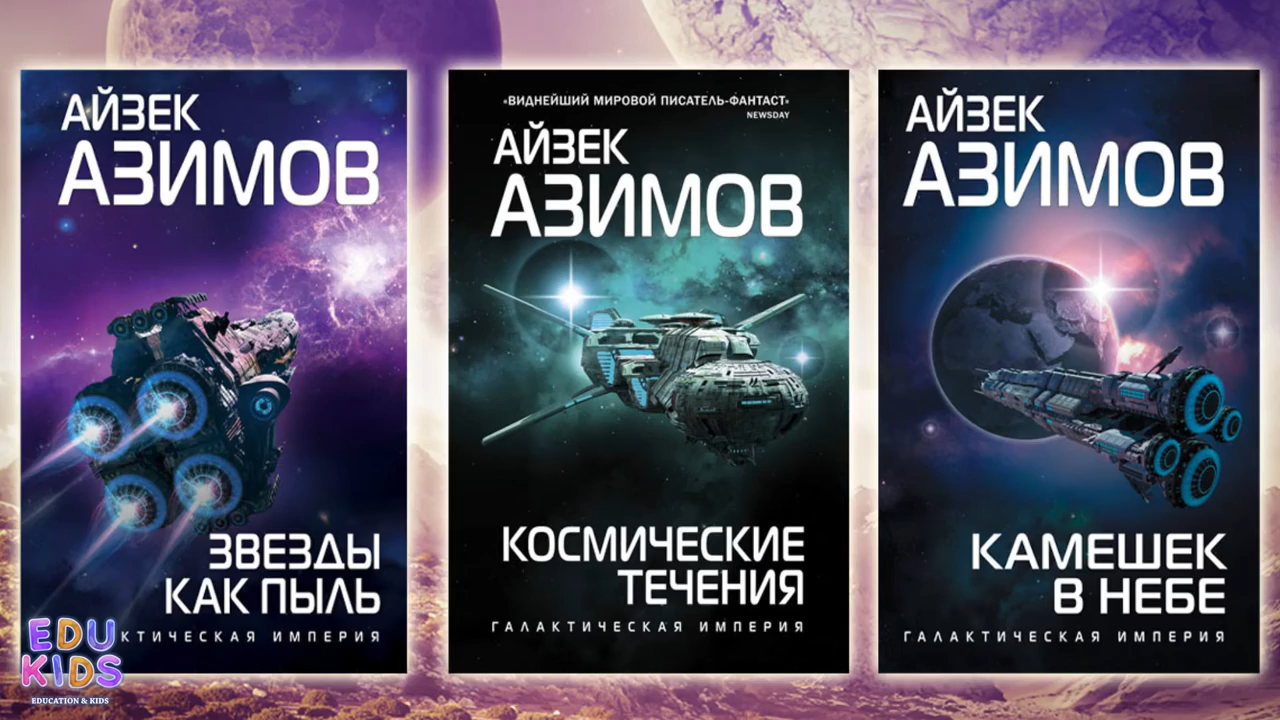 АЙЗЕК
АЗИМОВ
ЗВЕЗДЫ
КАК ПЫЛЬ
ИМПЕРИЯ
«ВИДНЕЙШИЙ МИРОВОЙ ПИСАТЕЛЬ-ФАНТАСТ»
NEWSDAY
АЙЗЕК
АЗИМОВ
КОСМИЧЕСКИЕ
ТЕЧЕНИЯ
ГАЛАКТИЧЕСКАЯ ИМПЕРИЯ
АЙЗЕК
АЗИМОВ
КАМЕШЕК
В НЕБЕ
ГАЛАКТИЧЕСКАЯ ИМПЕРИЯ
EDU
KIDS
EDUCATION & KIDS